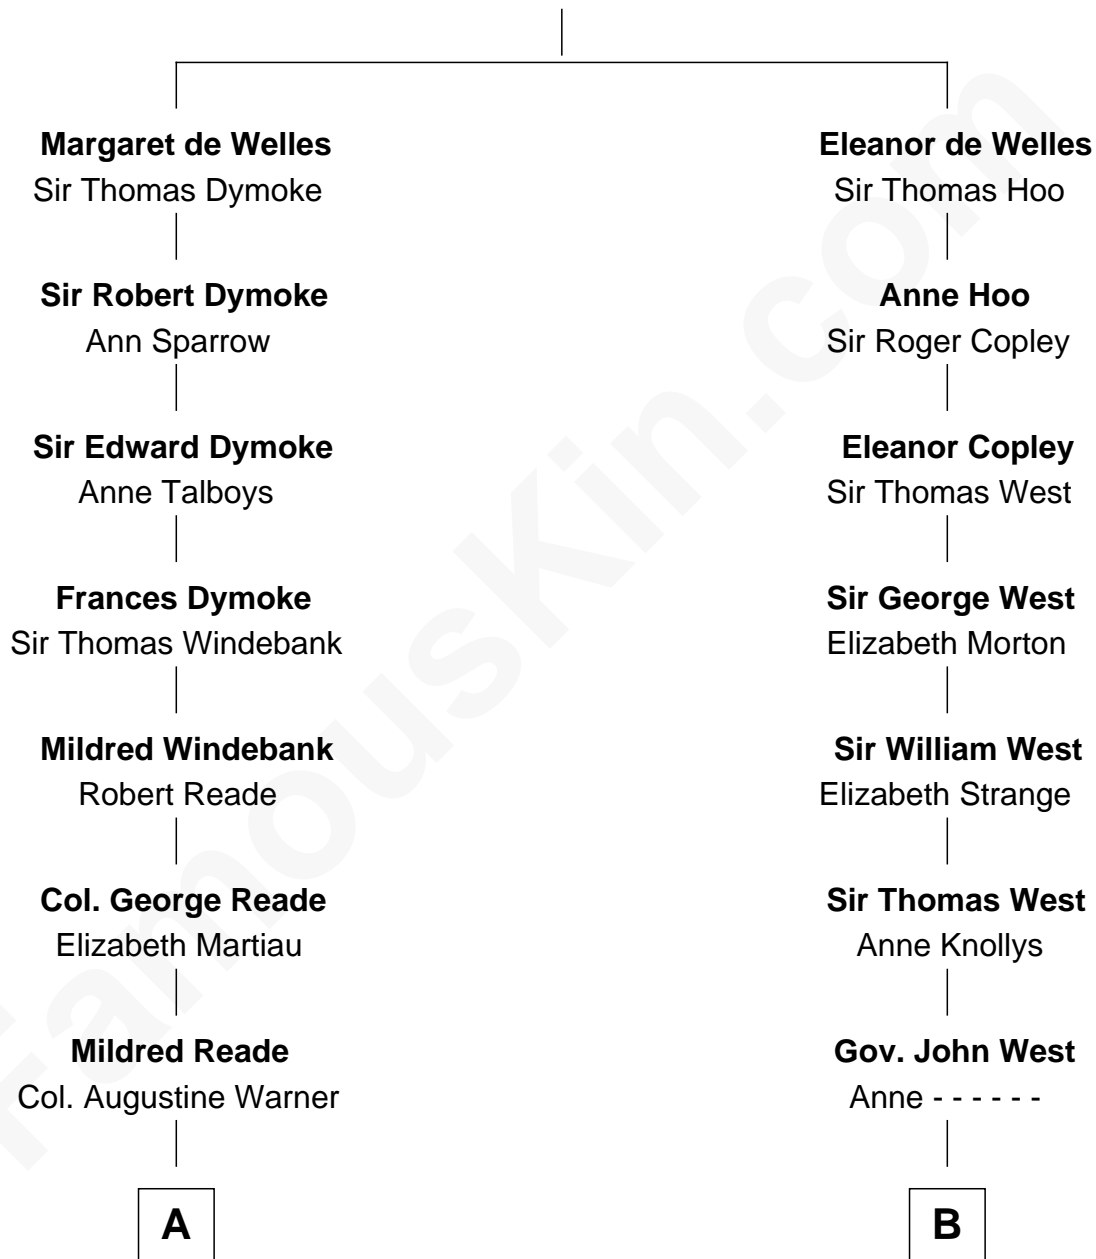 Margaret de Welles
Sir Thomas Dymoke
Sir Robert Dymoke
Ann Sparrow
Sir Edward Dymoke
Anne Talboys
Frances Dymoke
Sir Thomas Windebank
Mildred Windebank
Robert Reade
Col. George Reade
Elizabeth Martiau
Mildred Reade
Col. Augustine Warner
A
Eleanor de Welles
Sir Thomas Hoo
Anne Hoo
Sir Roger Copley
Eleanor Copley
Sir Thomas West
Sir George West
Elizabeth Morton
Sir William West
Elizabeth Strange
Sir Thomas West
Anne Knollys
Gov. John West
Anne - - - - - -
B
FamousKin.com